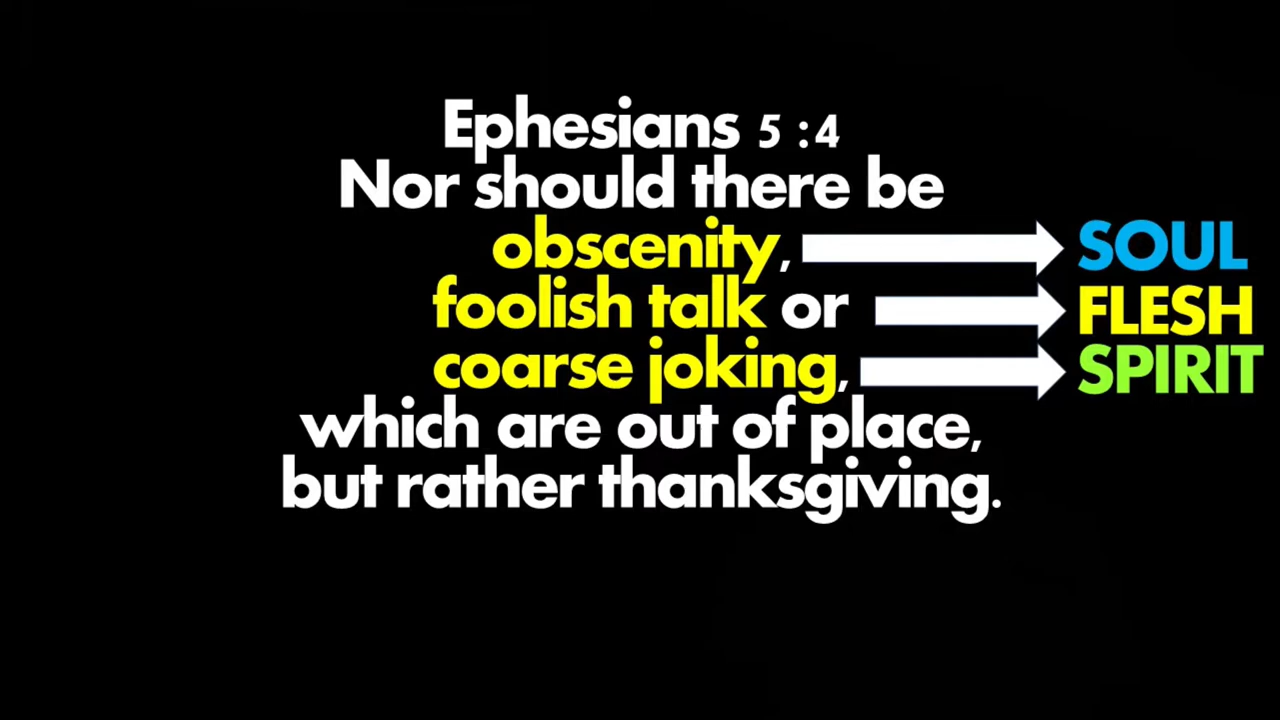 Ephesians 5 :4
Nor should there be
obscenity, SOUL
foolish talk or FLESH
coarse joking, SPIRIT
which are out of place,
but rather thanksgiving.